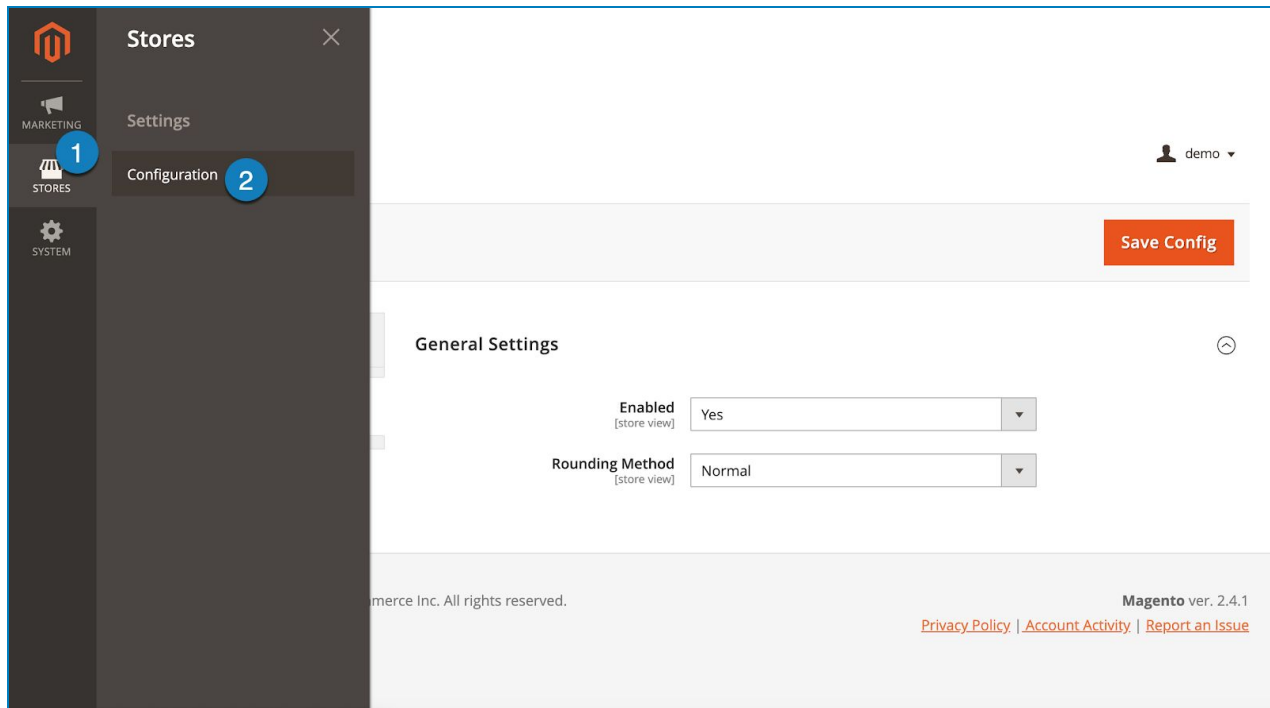 Stores
MARKETING
Settings
1
demo
STORES
Configuration
2
SYSTEM
Save Config
General Settings
Enabled
[store view]
Yes
Rounding Method
[store view]
Normal
merce Inc. All rights reserved.
Magento ver. 2.4.1
Privacy Policy | Account Activity | Report an Issue